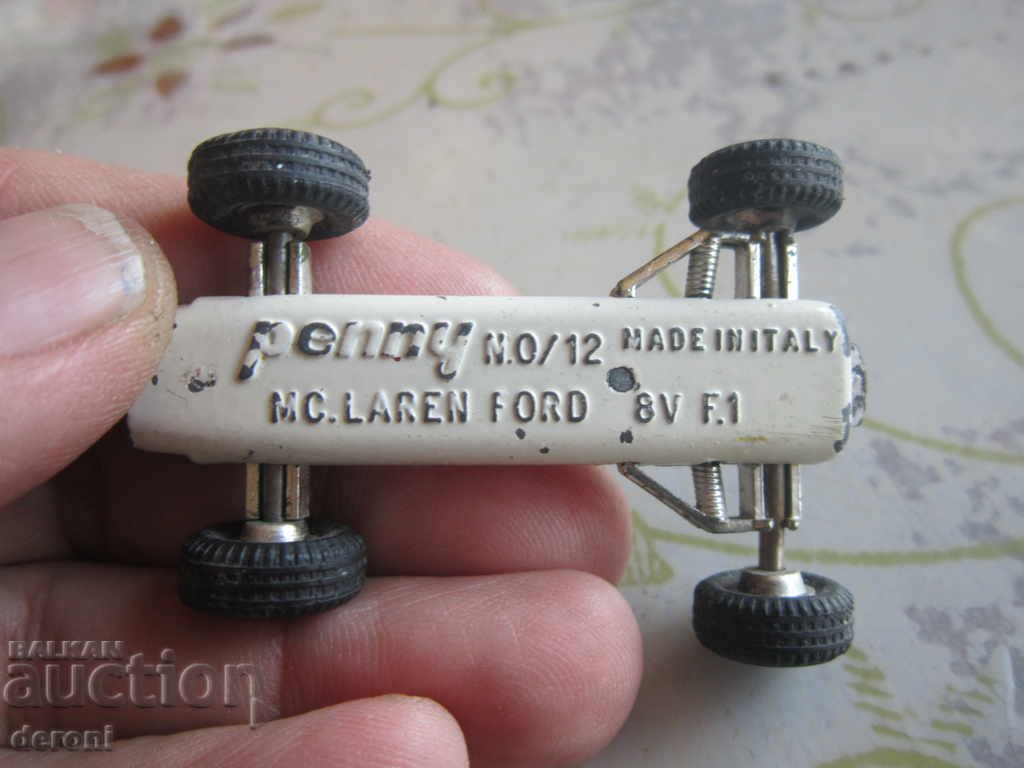 penny N.0/12 MADE IN ITALY
MC.LAREN FORD 8V F.1
BALKAN
auction
deroni